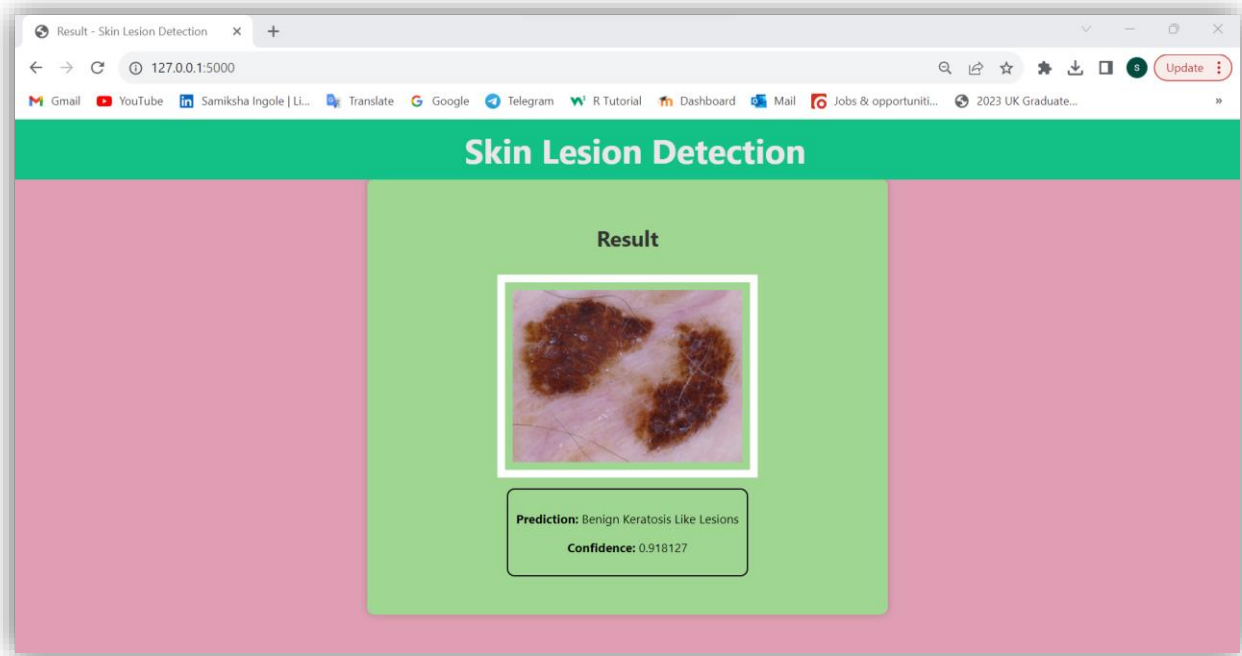 Result - Skin Lesion Detection
127.0.0.1:5000
S
Update
Gmail YouTube Samiksha Ingole | Li... Translate Google Telegram R Tutorial Dashboard Mail Jobs & opportuniti... 2023 UK Graduate...
Skin Lesion Detection
Result
Prediction: Benign Keratosis Like Lesions
Confidence: 0.918127